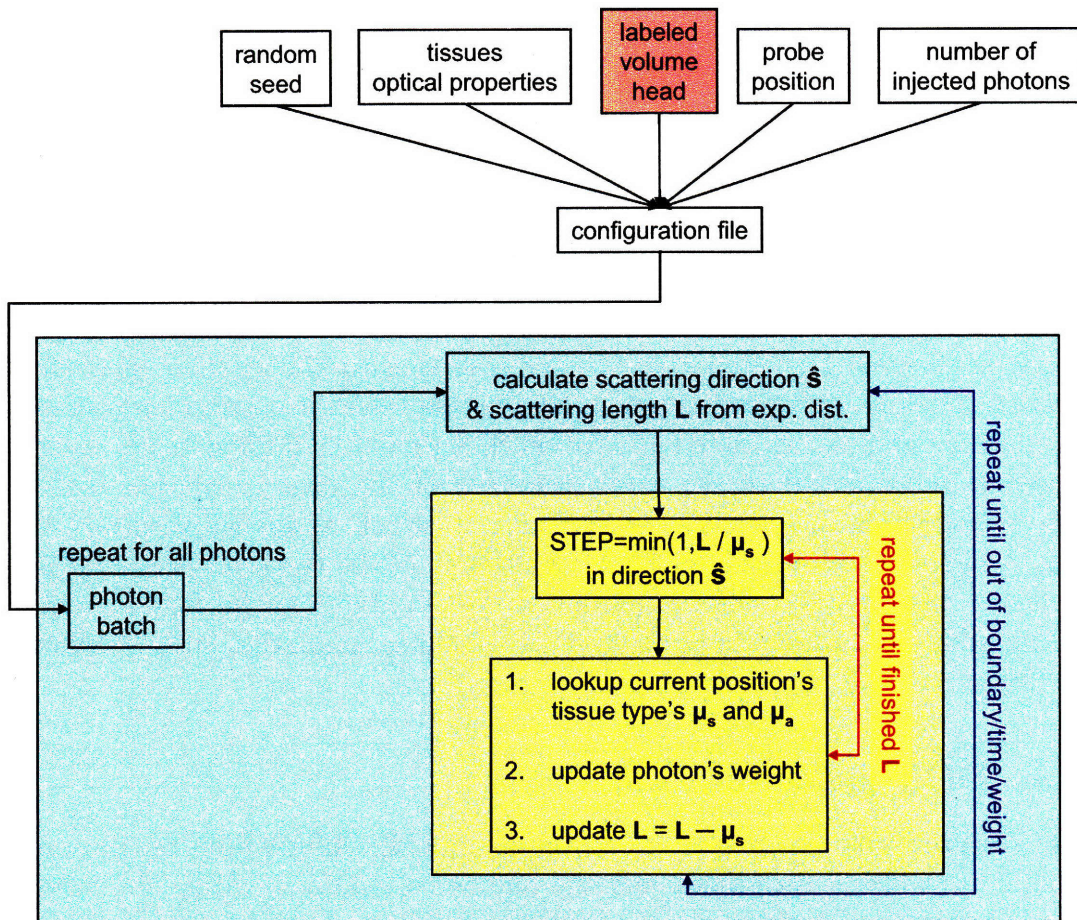 random
seed
tissues
optical properties
labeled
volume
head
probe
position
number of
injected photons
configuration file
calculate scattering direction ŝ
& scattering length L from exp. dist.
repeat for all photons
photon
batch
STEP=min(1,L / μs )
in direction ŝ
1. lookup current position's
tissue type's μs and μa
2. update photon's weight
3. update L = L — μs
repeat until finished L
repeat until out of boundary/time/weight